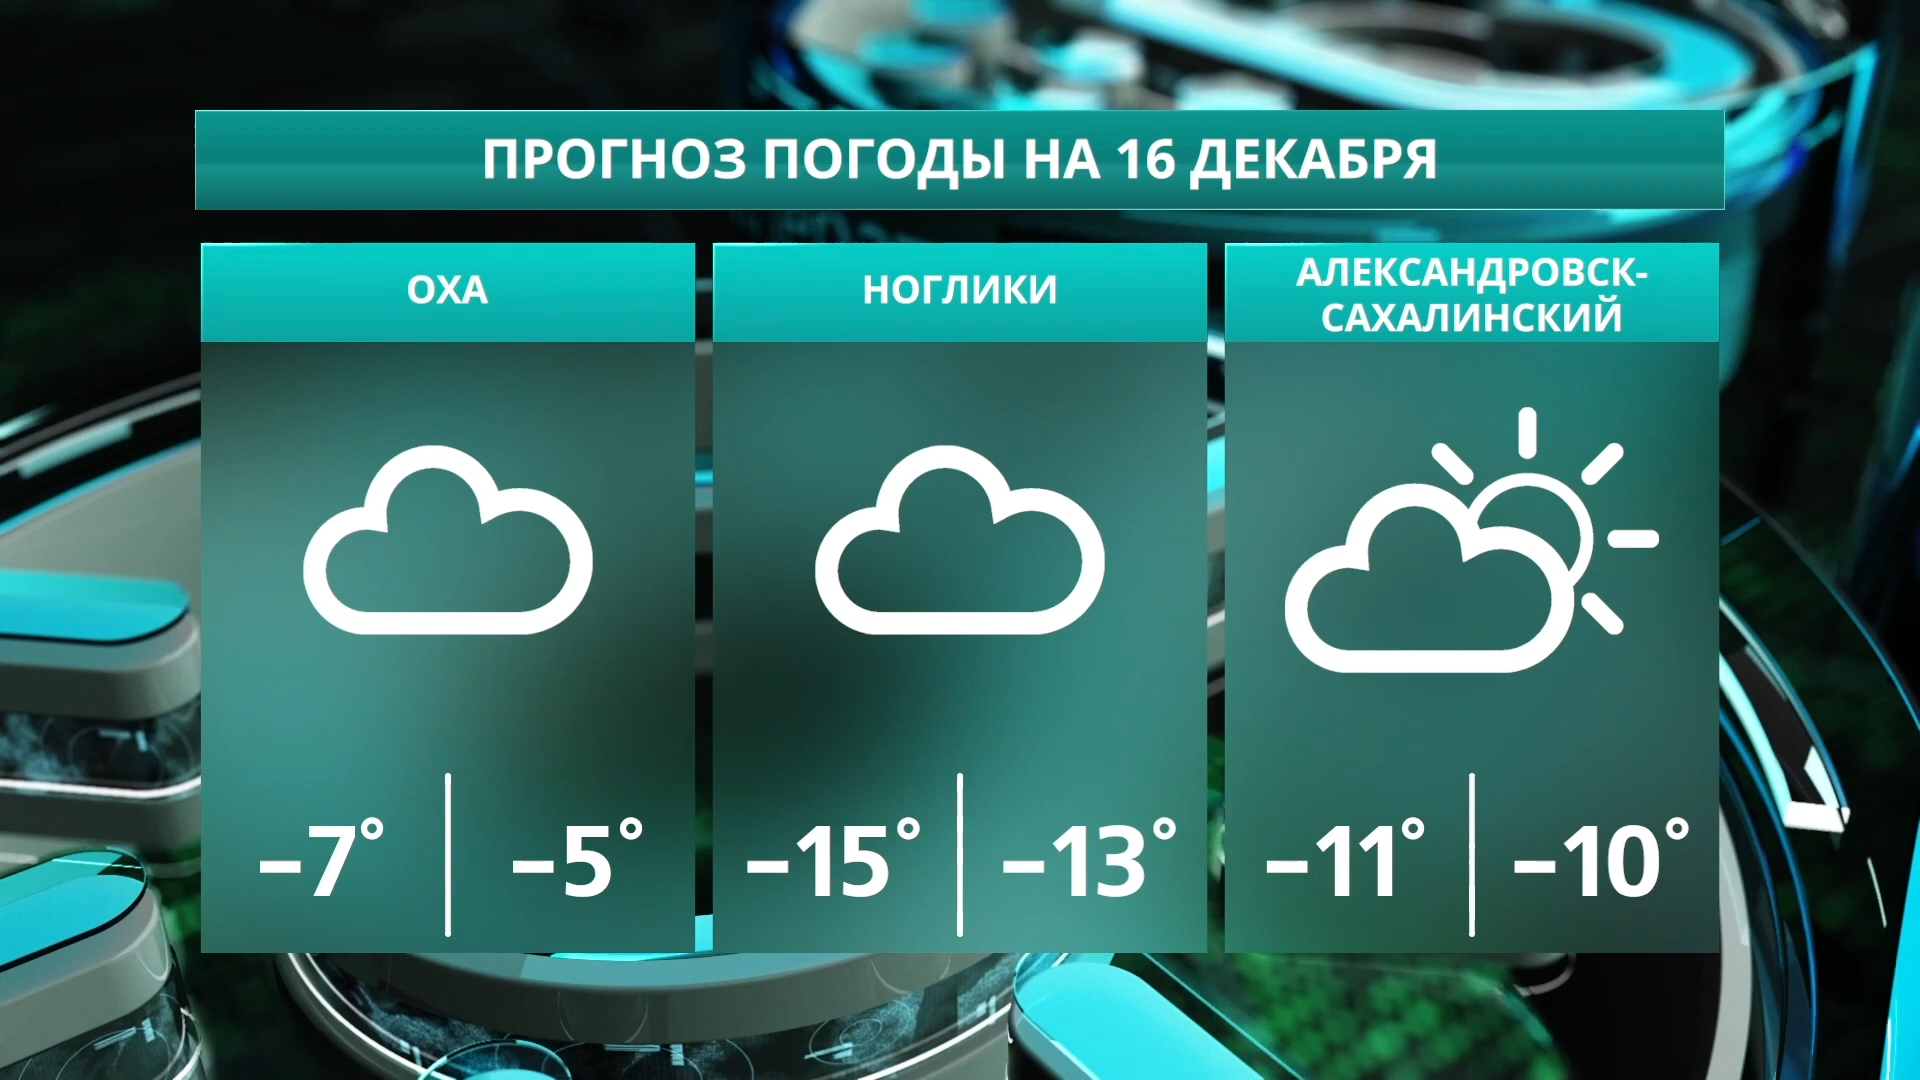 ПРОГНОЗ ПОГОДЫ НА 16 ДЕКАБРЯ
ОХА
НОГЛИКИ
АЛЕКСАНДРОВСК-
САХАЛИНСКИЙ
–7° –5°
–15° –13°
–11° –10°